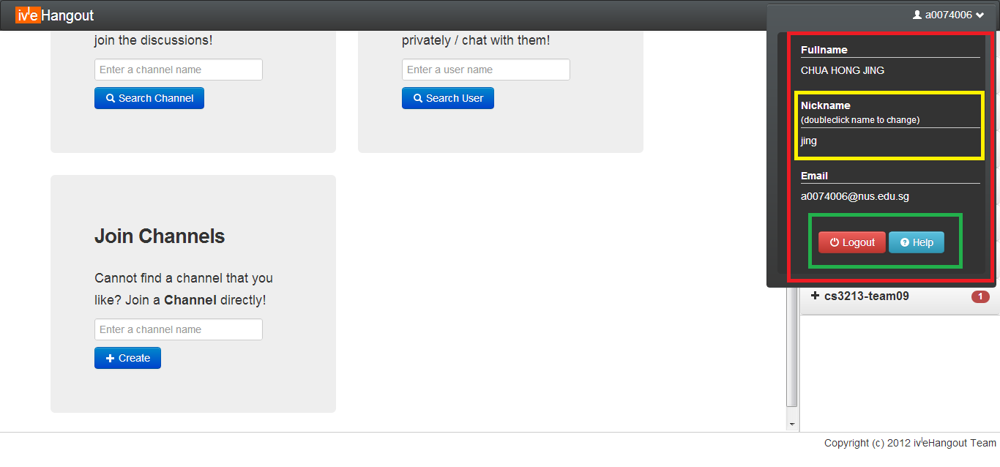 ivleHangout
a0074006
join the discussions!
Enter a channel name
Search Channel
privately / chat with them!
Enter a user name
Search User
Join Channels
Cannot find a channel that you
like? Join a Channel directly!
Enter a channel name
Create
Fullname
CHUA HONG JING
Nickname
(doubleclick name to change)
jing
Email
a0074006@nus.edu.sg
Logout
Help
cs3213-team09
1
Copyright (c) 2012 ivleHangout Team